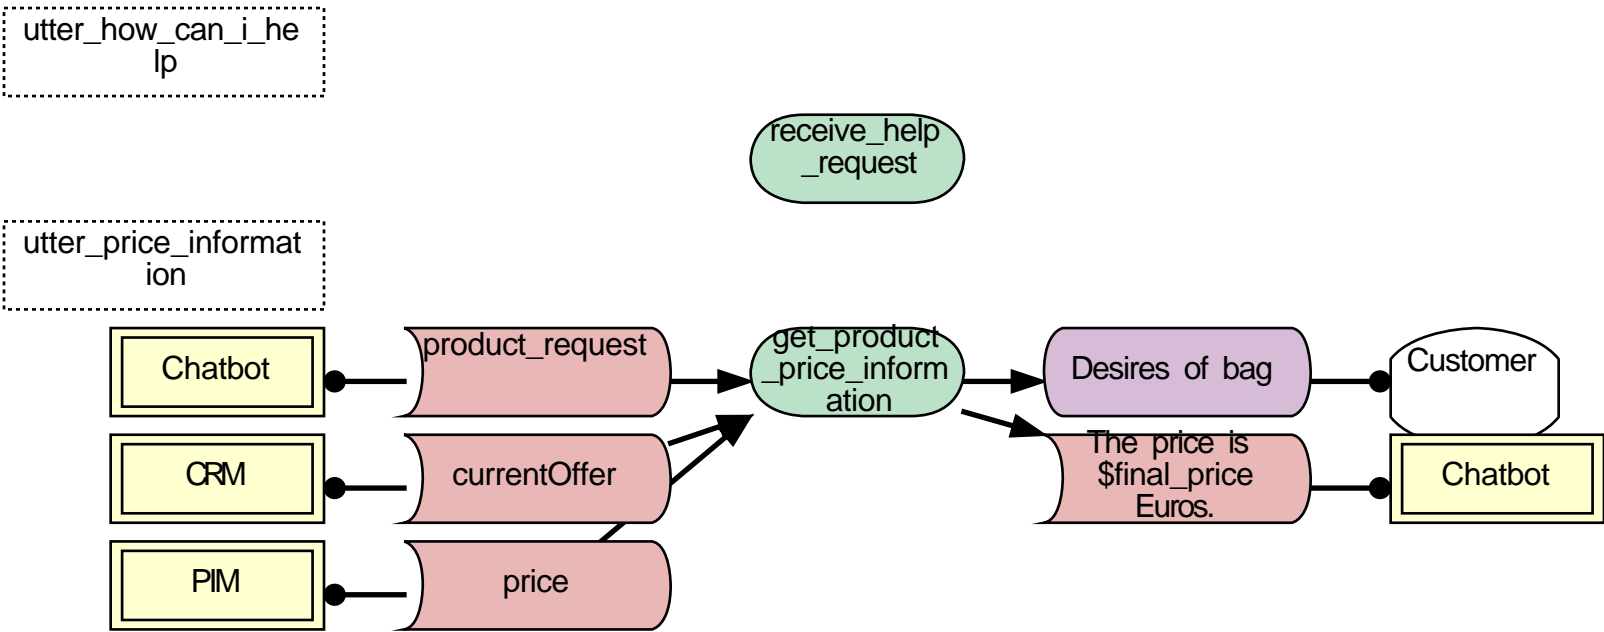 utter_how_can_i_he
lp
receive_help
_request
utter_price_informat
ion
Chatbot
product_request
get_product
_price_inform
ation
Desires of bag
Customer
CRM
currentOffer
The price is
$final_price
Euros.
Chatbot
PIM
price